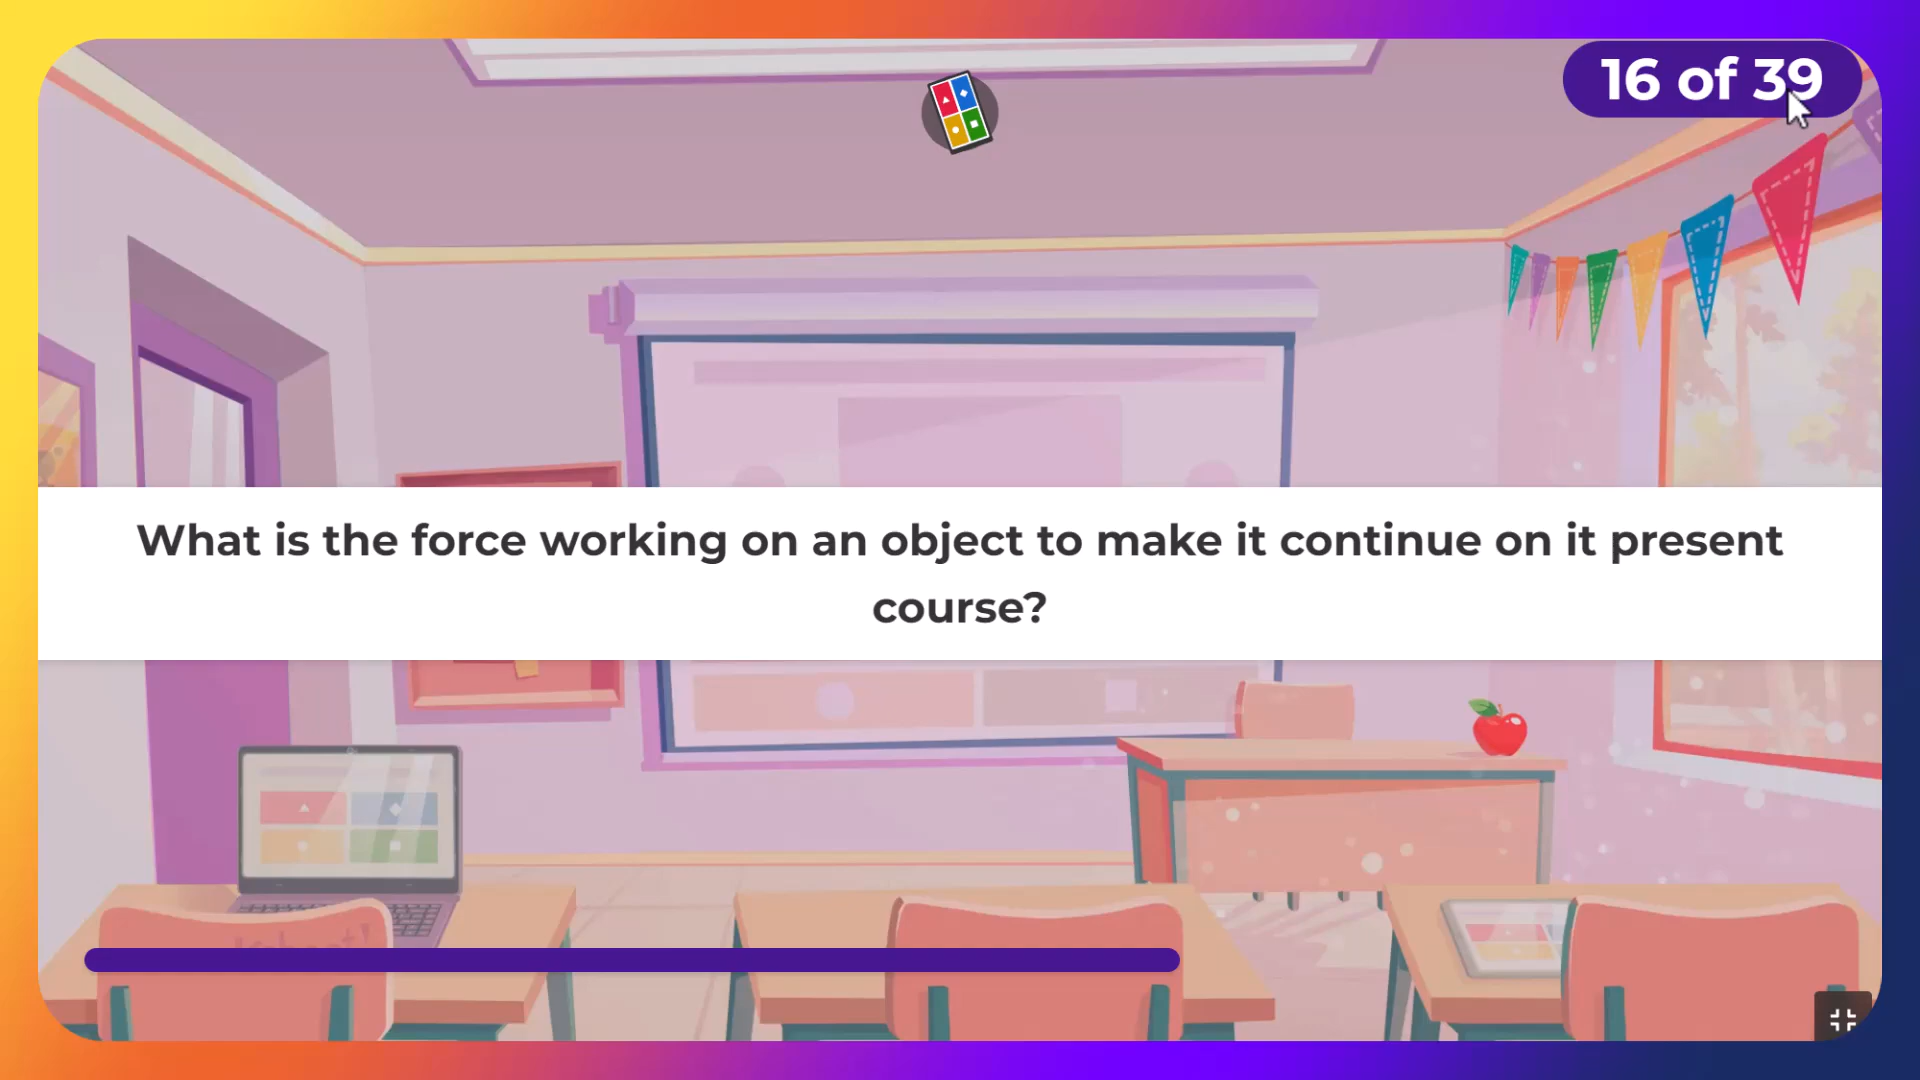 16 of 39
What is the force working on an object to make it continue on it present
course?
Kahoot!